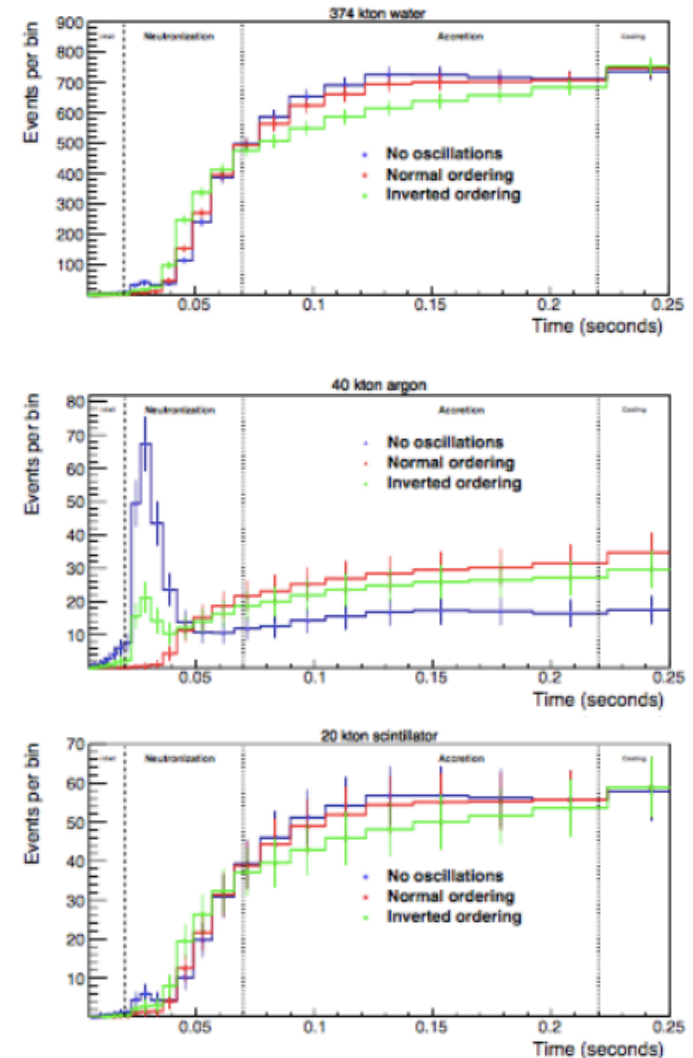 374 kton water
Events per bin
900
800
700
600
500
400
300
200
100
Neutronization
Accretion
Cooling
No oscillations
Normal ordering
Inverted ordering
0.05
0.1
0.15
0.2
0.25
Time (seconds)
40 kton argon
Events per bin
80
70
60
50
40
30
20
10
Neutronization
Accretion
Cooling
No oscillations
Normal ordering
Inverted ordering
0.05
0.1
0.15
0.2
0.25
Time (seconds)
20 kton scintillator
Events per bin
70
60
50
40
30
20
10
Neutronization
Accretion
Cooling
No oscillations
Normal ordering
Inverted ordering
0.05
0.1
0.15
0.2
0.25
Time (seconds)